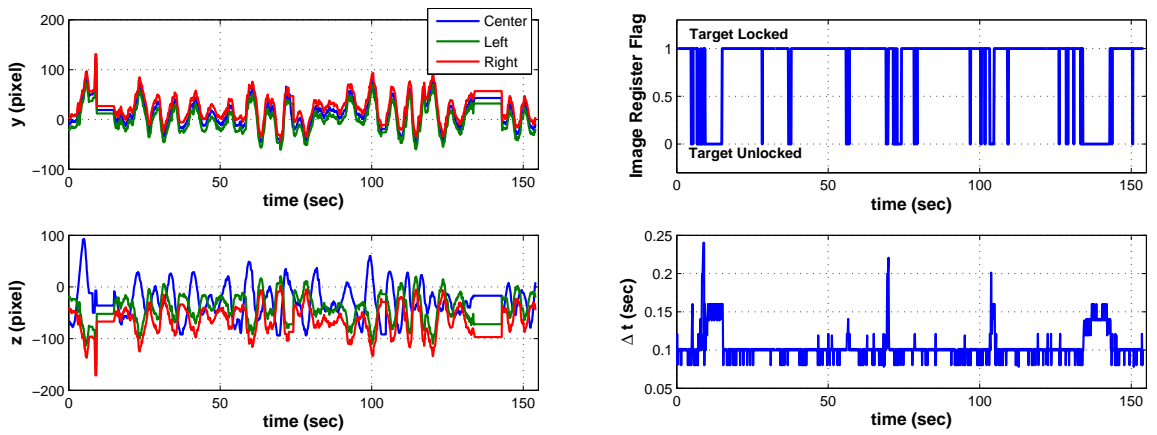 200
100
0
−100
y (pixel)
0
50
100
150
time (sec)
Center
Left
Right
Image Register Flag
1
0.5
0
Target Locked
Target Unlocked
0
50
100
150
time (sec)
100
0
−100
−200
z (pixel)
0
50
100
150
time (sec)
0.25
0.2
0.15
0.1
0.05
Δ t (sec)
0
50
100
150
time (sec)